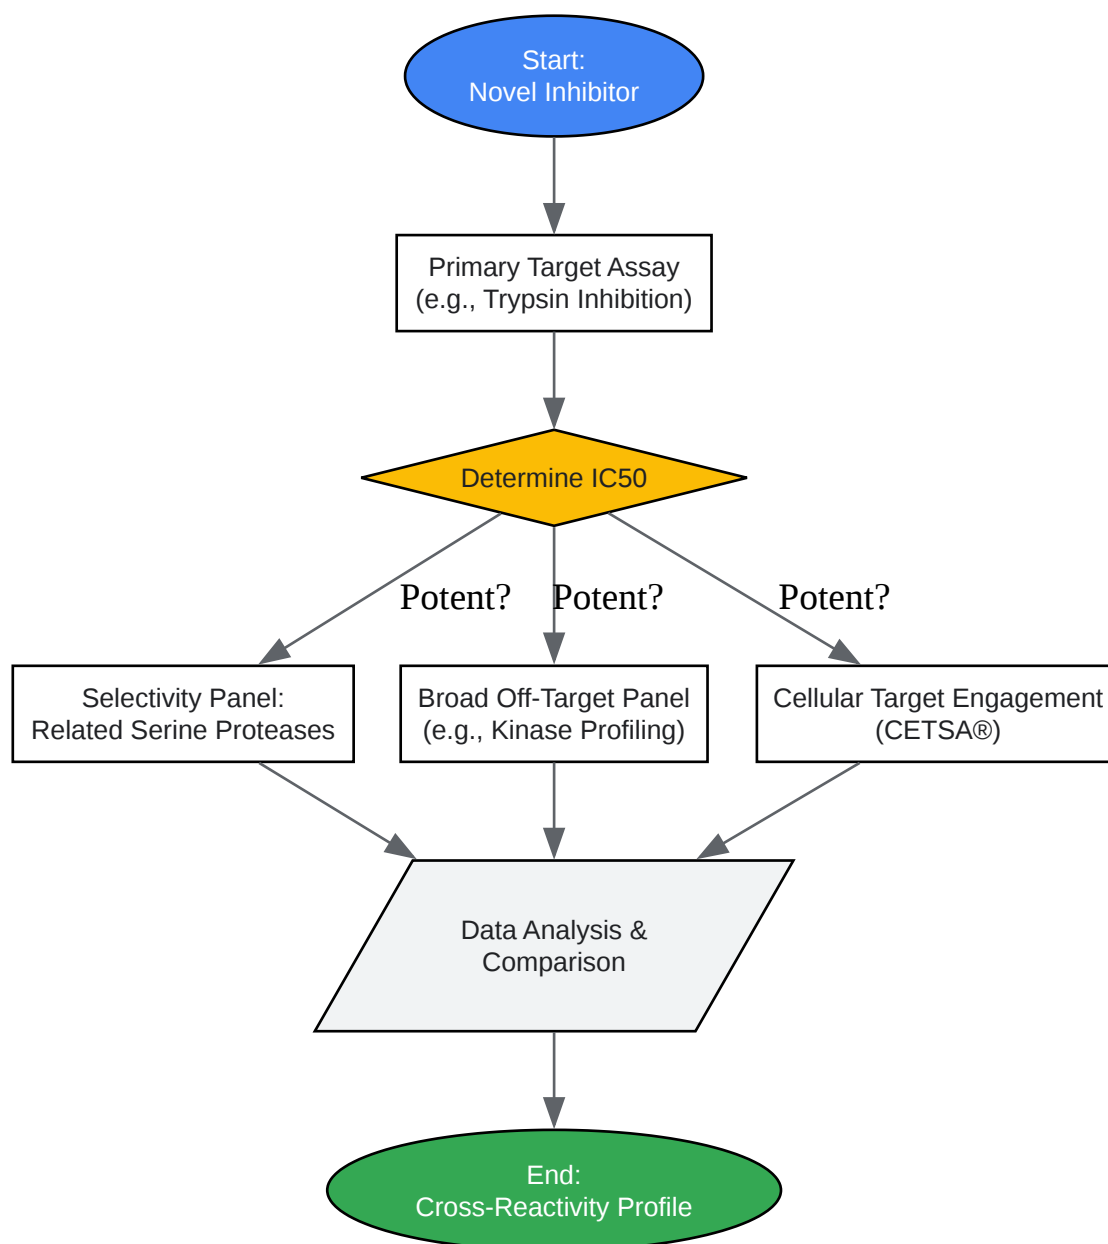 Start:
Novel Inhibitor
Primary Target Assay
(e.g., Trypsin Inhibition)
Determine IC50
Potent?
Potent?
Potent?
Selectivity Panel:
Related Serine Proteases
Broad Off-Target Panel
(e.g., Kinase Profiling)
Cellular Target Engagement
(CETSA®)
Data Analysis &
Comparison
End:
Cross-Reactivity Profile